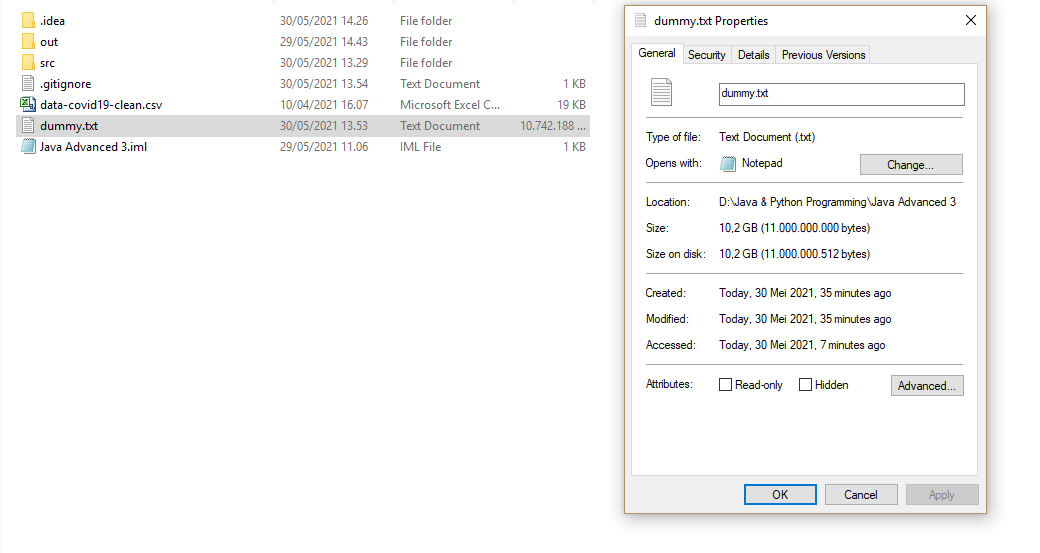 .idea 30/05/2021 14.26 File folder
out 29/05/2021 14.43 File folder
src 30/05/2021 13.29 File folder
.gitignore 30/05/2021 13.54 Text Document 1 KB
data-covid19-clean.csv 10/04/2021 16.07 Microsoft Excel C... 19 KB
dummy.txt 30/05/2021 13.53 Text Document 10.742.188 ...
Java Advanced 3.iml 29/05/2021 11.06 IML File 1 KB
dummy.txt Properties
General Security Details Previous Versions
dummy.txt
Type of file: Text Document (.txt)
Opens with: Notepad Change...
Location: D:\Java & Python Programming\Java Advanced 3
Size: 10,2 GB (11.000.000.000 bytes)
Size on disk: 10,2 GB (11.000.000.512 bytes)
Created: Today, 30 Mei 2021, 35 minutes ago
Modified: Today, 30 Mei 2021, 35 minutes ago
Accessed: Today, 30 Mei 2021, 7 minutes ago
Attributes: Read-only Hidden Advanced...
OK Cancel Apply